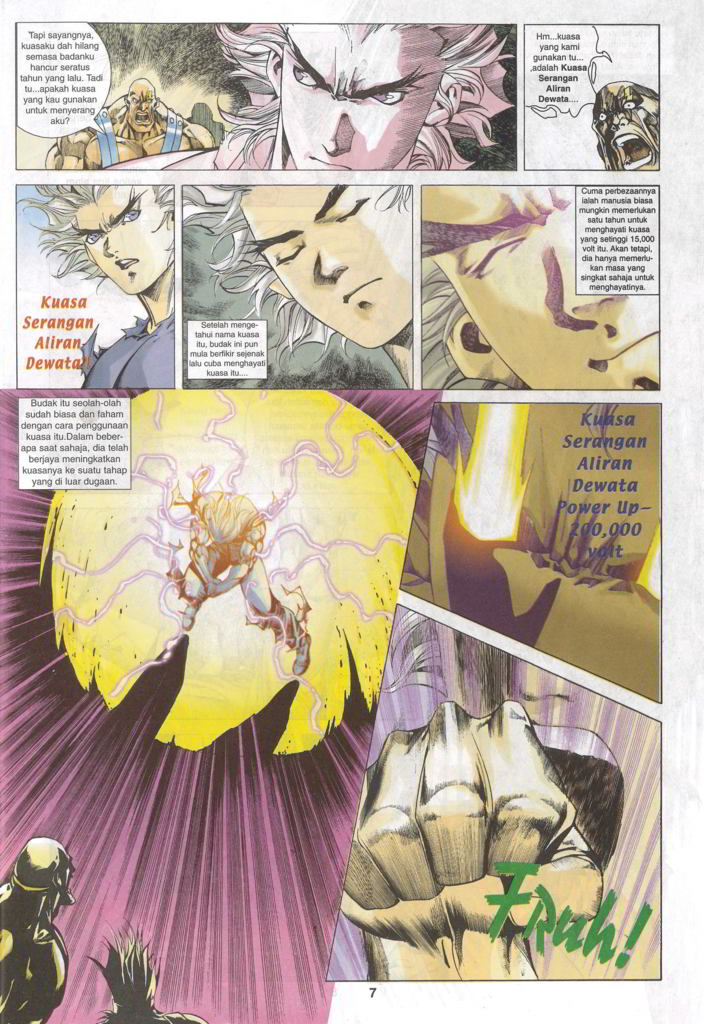 Tapi sayangnya,
kuasaku dah hilang
semasa badanku
hancur seratus
tahun yang lalu. Tadi
tu...apakah kuasa
yang kau gunakan
untuk menyerang
aku?
Hm...kuasa
yang kami
gunakan tu...
,adalah Kuasa
Serangan
Aliran
Dewata....
Kuasa
Serangan
Aliran
Dewata!!
Setelah menge-
tahui nama kuasa
itu, budak ini pun
mula berfikir sejenak
lalu cuba menghayati
kuasa itu....
Cuma perbezaannya
ialah manusia biasa
mungkin memerlukan
satu tahun untuk
menghayati kuasa
yang setinggi 15,000
volt itu. Akan tetapi,
dia hanya memerlu-
kan masa yang
singkat sahaja untuk
menghayatinya.
Budak itu seolah-olah
sudah biasa dan faham
dengan cara penggunaan
kuasa itu.Dalam beber-
apa saat sahaja, dia telah
berjaya meningkatkan
kuasanya ke suatu tahap
yang di luar dugaan.
Kuasa
Serangan
Aliran
Dewata
Power Up–
200,000
volt
Fruh!
7